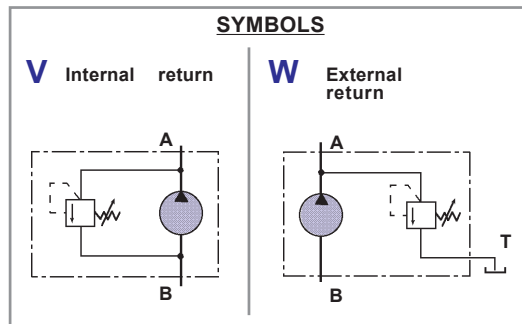 SYMBOLS
V Internal return
W External
return
A
B
A
T
B